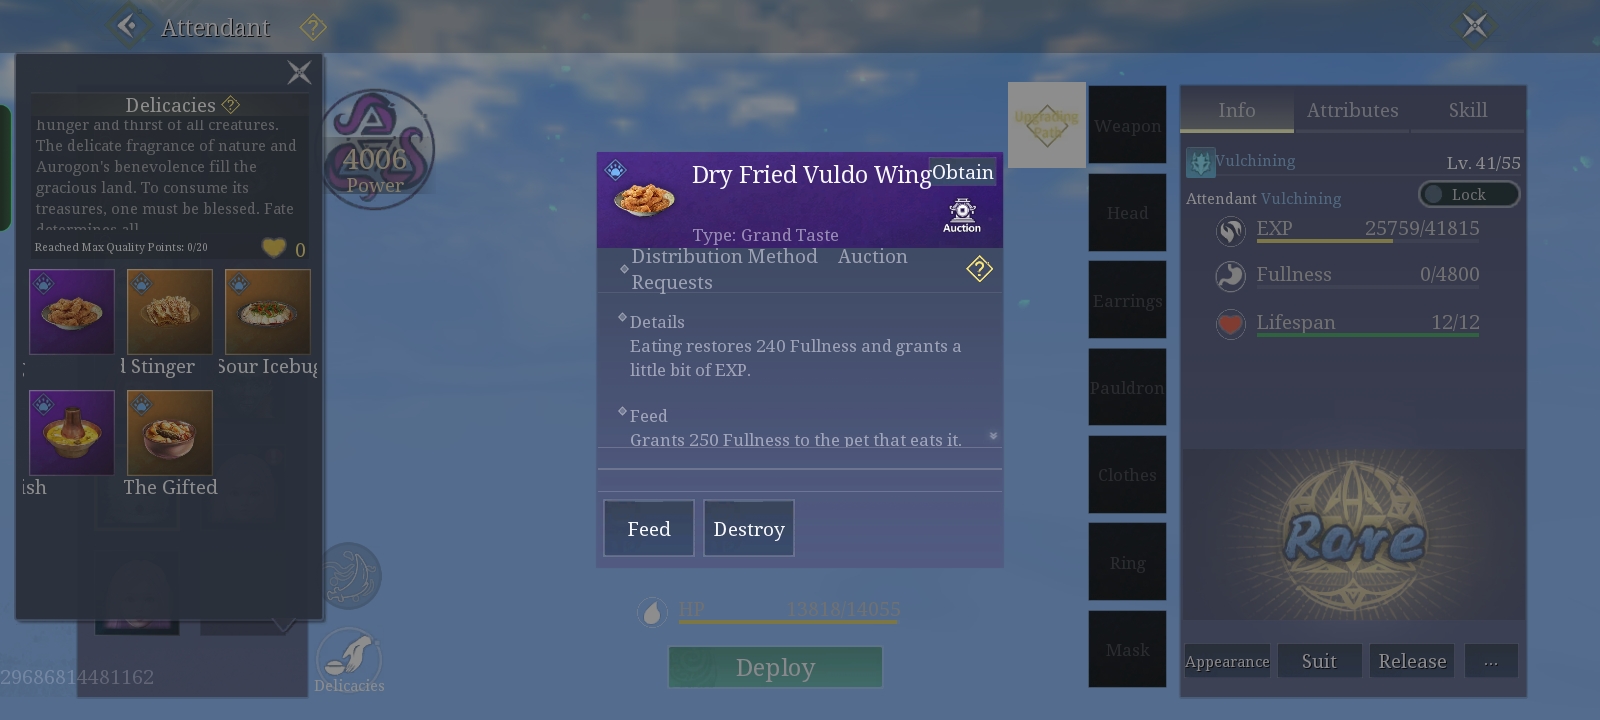 Attendant
Delicacies
hunger and thirst of all creatures.
The delicate fragrance of nature and
Aurogon's benevolence fill the
gracious land. To consume its
treasures, one must be blessed. Fate
determines all
Reached Max Quality Points: 0/20
0
d Stinger
Sour Icebug
ish
The Gifted
29686814481162
4006
Power
Delicacies
Dry Fried Vuldo Wing
Obtain
Type: Grand Taste
Auction
Distribution Method Auction
Requests
Details
Eating restores 240 Fullness and grants a
little bit of EXP.
Feed
Grants 250 Fullness to the pet that eats it.
Feed
Destroy
HP 13818/14055
Deploy
Upgrading
Path
Weapon
Head
Earrings
Pauldron
Clothes
Ring
Mask
Info
Attributes
Skill
Vulchining
Lv. 41/55
Attendant Vulchining
Lock
EXP 25759/41815
Fullness 0/4800
Lifespan 12/12
Rare
Appearance
Suit
Release
...